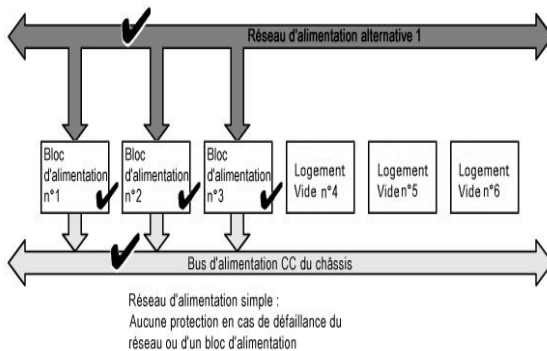 Réseau d'alimentation alternative 1
Bloc
d'alimentation
n°1
Bloc
d'alimentation
n°2
Bloc
d'alimentation
n°3
Logement
Vide n°4
Logement
Vide n°5
Logement
Vide n°6
Bus d'alimentation CC du châssis
Réseau d'alimentation simple :
Aucune protection en cas de défaillance du
réseau ou d'un bloc d'alimentation